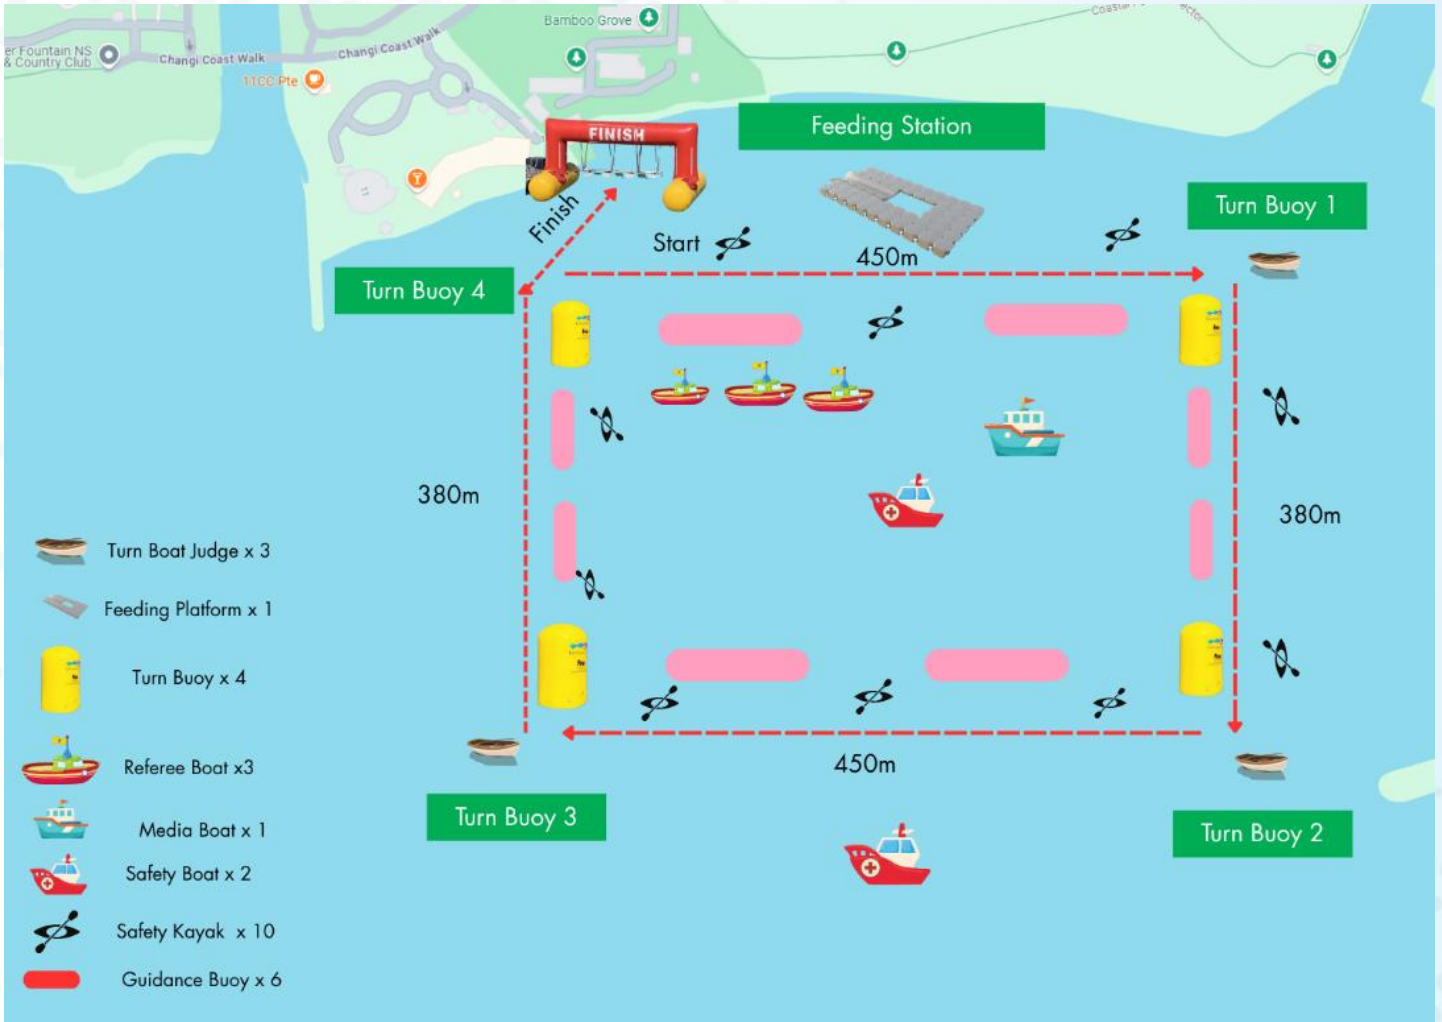 Bamboo Grove
er Fountain NS
& Country Club
Changi Coast Walk
Changi Coast Walk
11CC Pte
FINISH
Feeding Station
Turn Buoy 1
Finish
Start
450m
Turn Buoy 4
380m
380m
Turn Boat Judge x 3
Feeding Platform x 1
Turn Buoy x 4
Referee Boat x3
Media Boat x 1
Safety Boat x 2
Safety Kayak x 10
Guidance Buoy x 6
450m
Turn Buoy 3
Turn Buoy 2